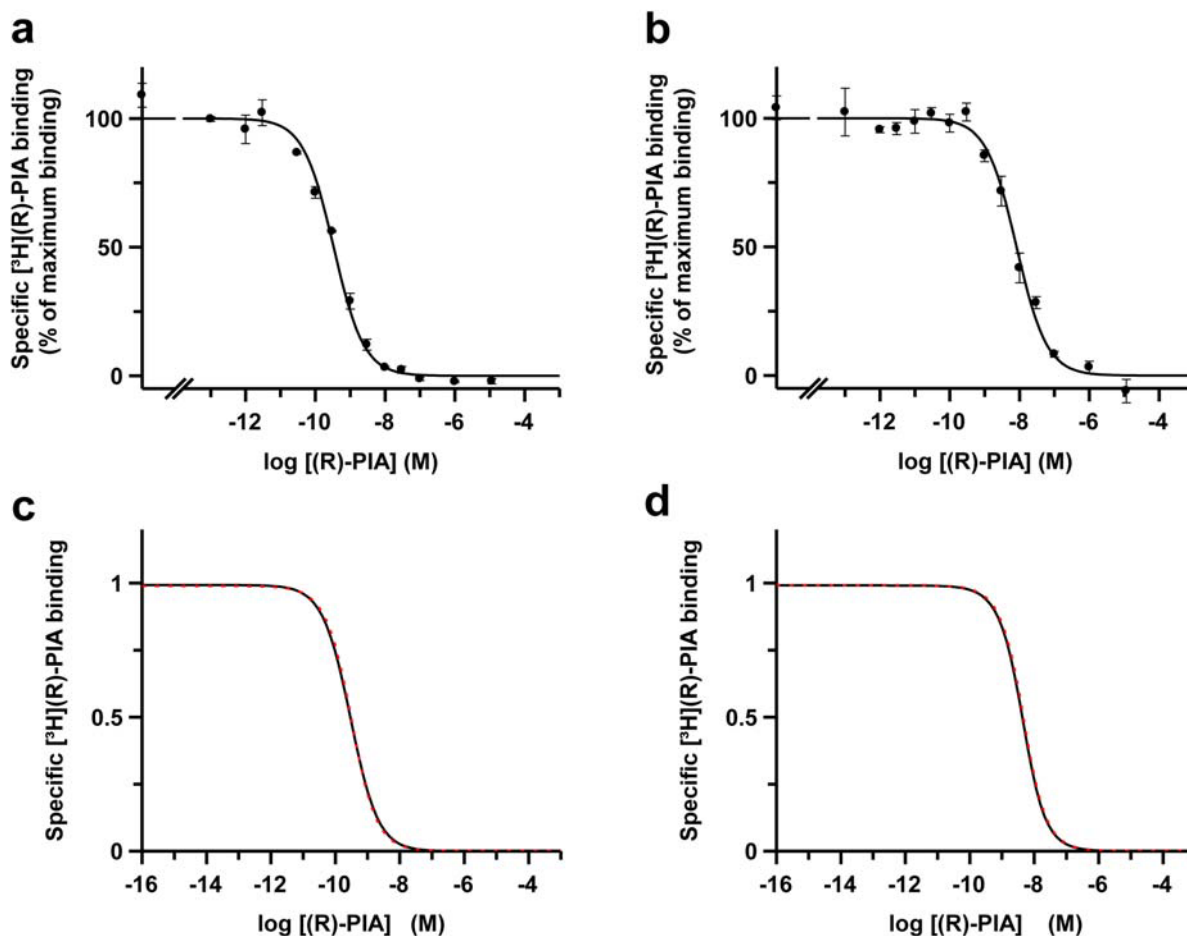 a
Specific [³H](R)-PIA binding
(% of maximum binding)
100
50
0
-12
-10
-8
-6
-4
log [(R)-PIA] (M)
b
Specific [³H](R)-PIA binding
(% of maximum binding)
100
50
0
-12
-10
-8
-6
-4
log [(R)-PIA] (M)
c
Specific [³H](R)-PIA binding
1
0.5
0
-16
-14
-12
-10
-8
-6
-4
log [(R)-PIA] (M)
d
Specific [³H](R)-PIA binding
1
0.5
0
-16
-14
-12
-10
-8
-6
-4
log [(R)-PIA] (M)